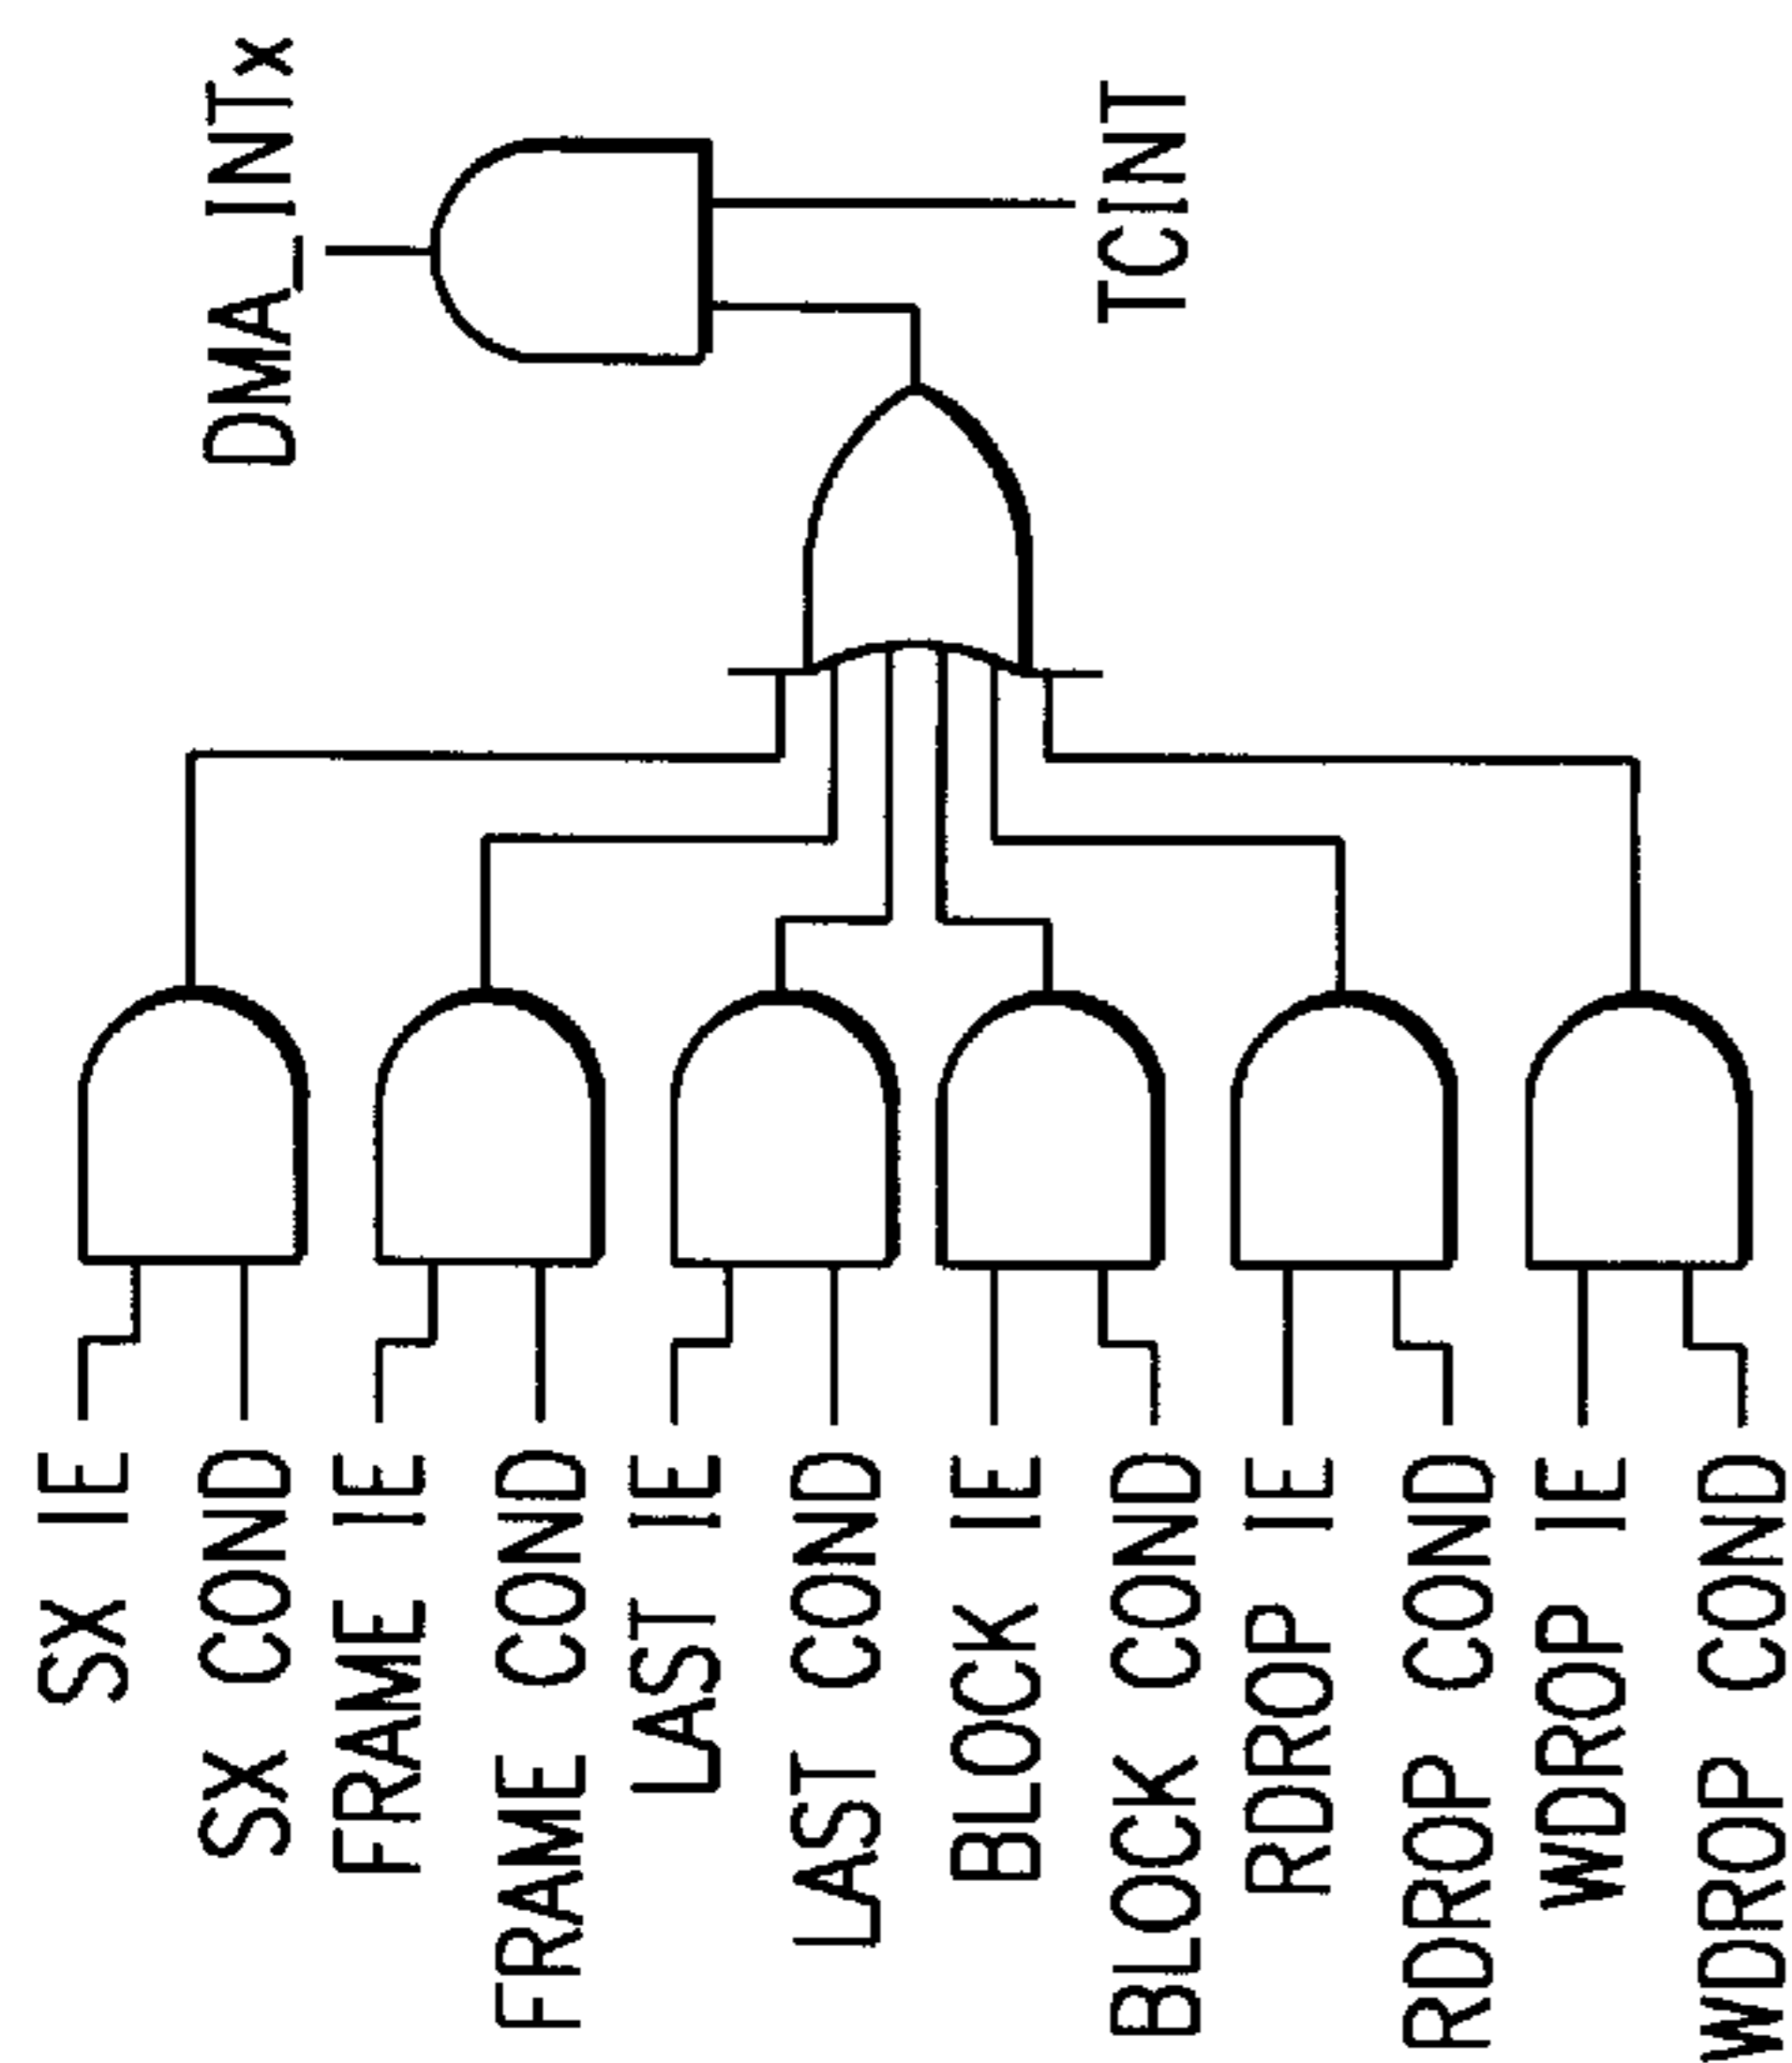 SX IE
SX COND
FRAME IE
FRAME COND
LAST IE
LAST COND
BLOCK IE
BLOCK COND
RDROP IE
RDROP COND
WDROP IE
WDROP COND
DMA_INTx
TCINT